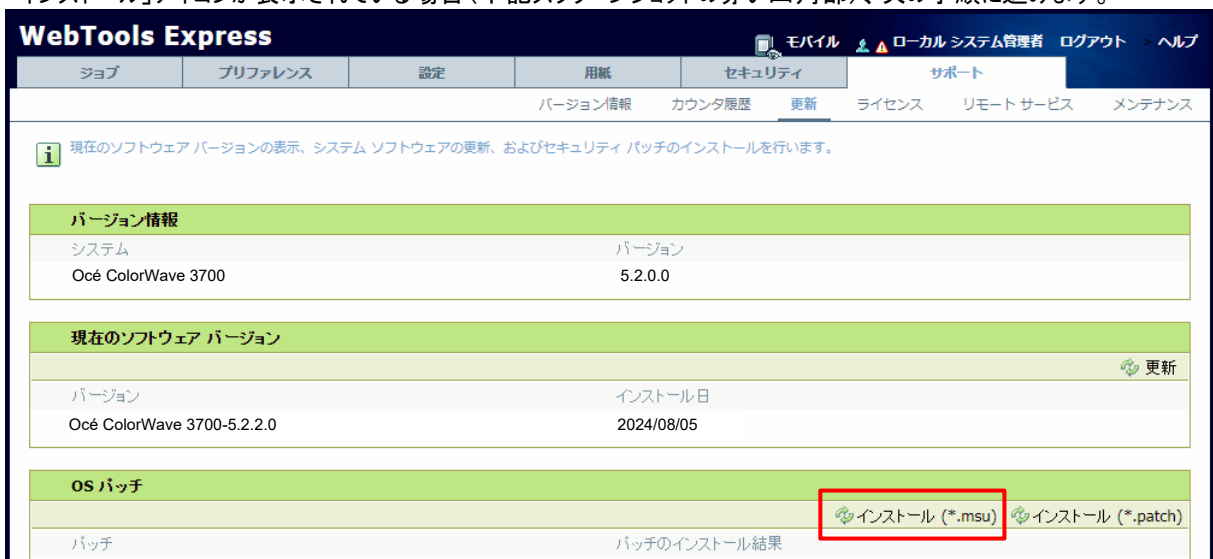 WebTools Express
モバイル ローカル システム管理者 ログアウト ヘルプ
ジョブ プリファレンス 設定 用紙 セキュリティ サポート
バージョン情報 カウンタ履歴 更新 ライセンス リモート サービス メンテナンス
i 現在のソフトウェア バージョンの表示、システム ソフトウェアの更新、およびセキュリティ パッチのインストールを行います。
バージョン情報
システム バージョン
Océ ColorWave 3700 5.2.0.0
現在のソフトウェア バージョン
更新
バージョン インストール日
Océ ColorWave 3700-5.2.2.0 2024/08/05
OS パッチ
インストール (*.msu) インストール (*.patch)
パッチ パッチのインストール結果